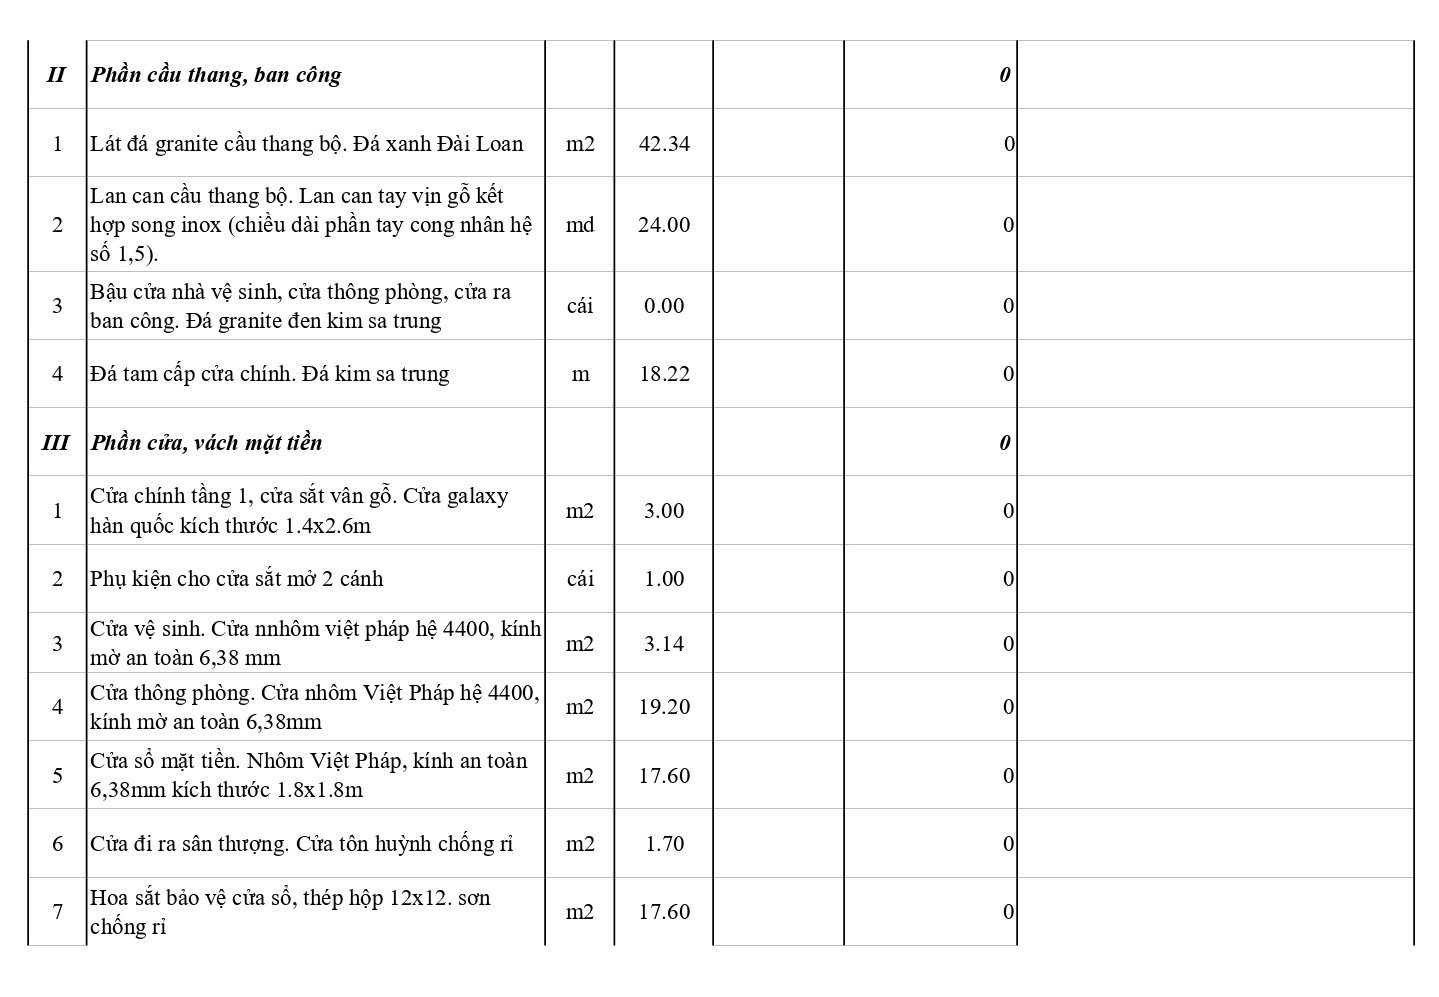 II Phần cầu thang, ban công 0
1 Lát đá granite cầu thang bộ. Đá xanh Đài Loan m2 42.34 0
Lan can cầu thang bộ. Lan can tay vịn gỗ kết
2 hợp song inox (chiều dài phần tay cong nhân hệ md 24.00 0
số 1,5).
Bậu cửa nhà vệ sinh, cửa thông phòng, cửa ra
3 cái 0.00 0
ban công. Đá granite đen kim sa trung
4 Đá tam cấp cửa chính. Đá kim sa trung m 18.22 0
III Phần cửa, vách mặt tiền 0
Cửa chính tầng 1, cửa sắt vân gỗ. Cửa galaxy
1 m2 3.00 0
hàn quốc kích thước 1.4x2.6m
2 Phụ kiện cho cửa sắt mở 2 cánh cái 1.00 0
Cửa vệ sinh. Cửa nnhôm việt pháp hệ 4400, kính
3 m2 3.14 0
mờ an toàn 6,38 mm
Cửa thông phòng. Cửa nhôm Việt Pháp hệ 4400,
4 m2 19.20 0
kính mờ an toàn 6,38mm
Cửa sổ mặt tiền. Nhôm Việt Pháp, kính an toàn
5 m2 17.60 0
6,38mm kích thước 1.8x1.8m
6 Cửa đi ra sân thượng. Cửa tôn huỳnh chống rỉ m2 1.70 0
Hoa sắt bảo vệ cửa sổ, thép hộp 12x12. sơn
7 m2 17.60 0
chống rỉ